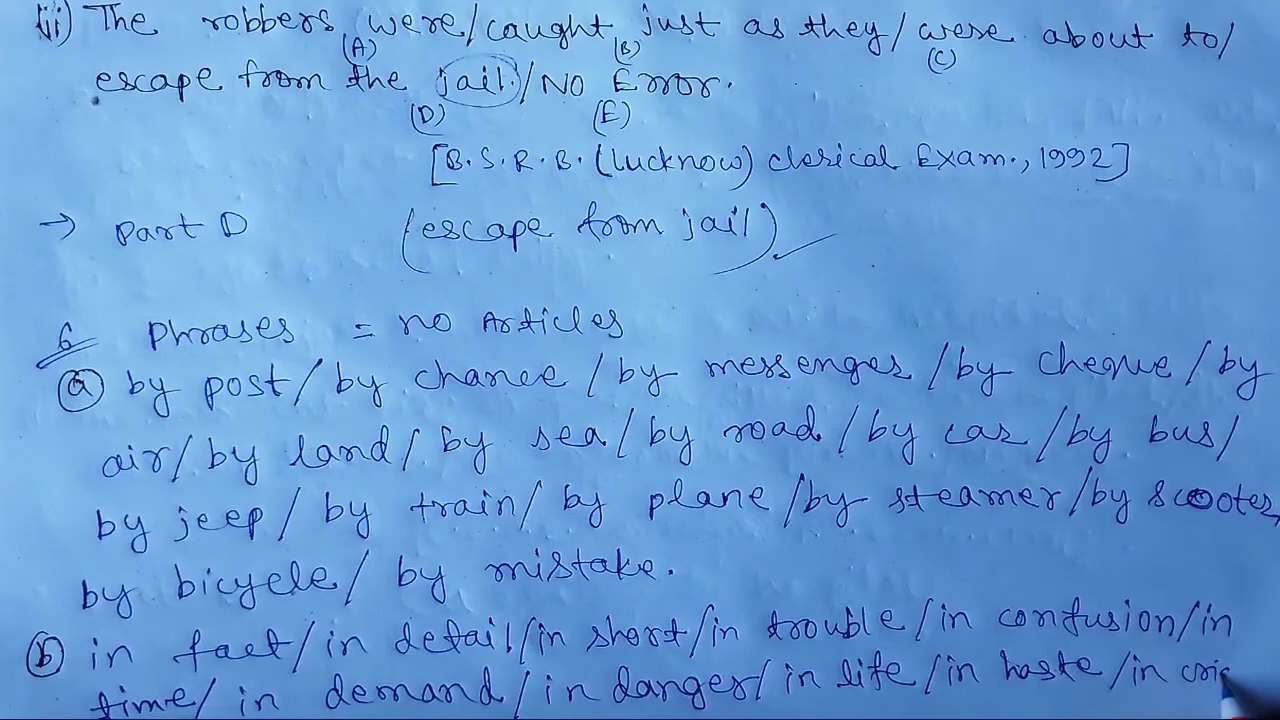 (ii) The robbers were/caught just as they/were about to/
(A) (B) (C)
escape from the jail./NO Error.
(D) (E)
[B.S.R.B. (Lucknow) clerical Exam., 1992]
→ Part D (escape from jail) ✓
6 Phrases = no Articles
(a) by post/by chance/by messenger/by cheque/by
air/by land/by sea/by road/by car/by bus/
by jeep/by train/by plane/by steamer/by scooter,
by bicycle/by mistake.
(b) in fact/in detail/in short/in trouble/in confusion/in
time/in demand/in danger/in life/in haste/in